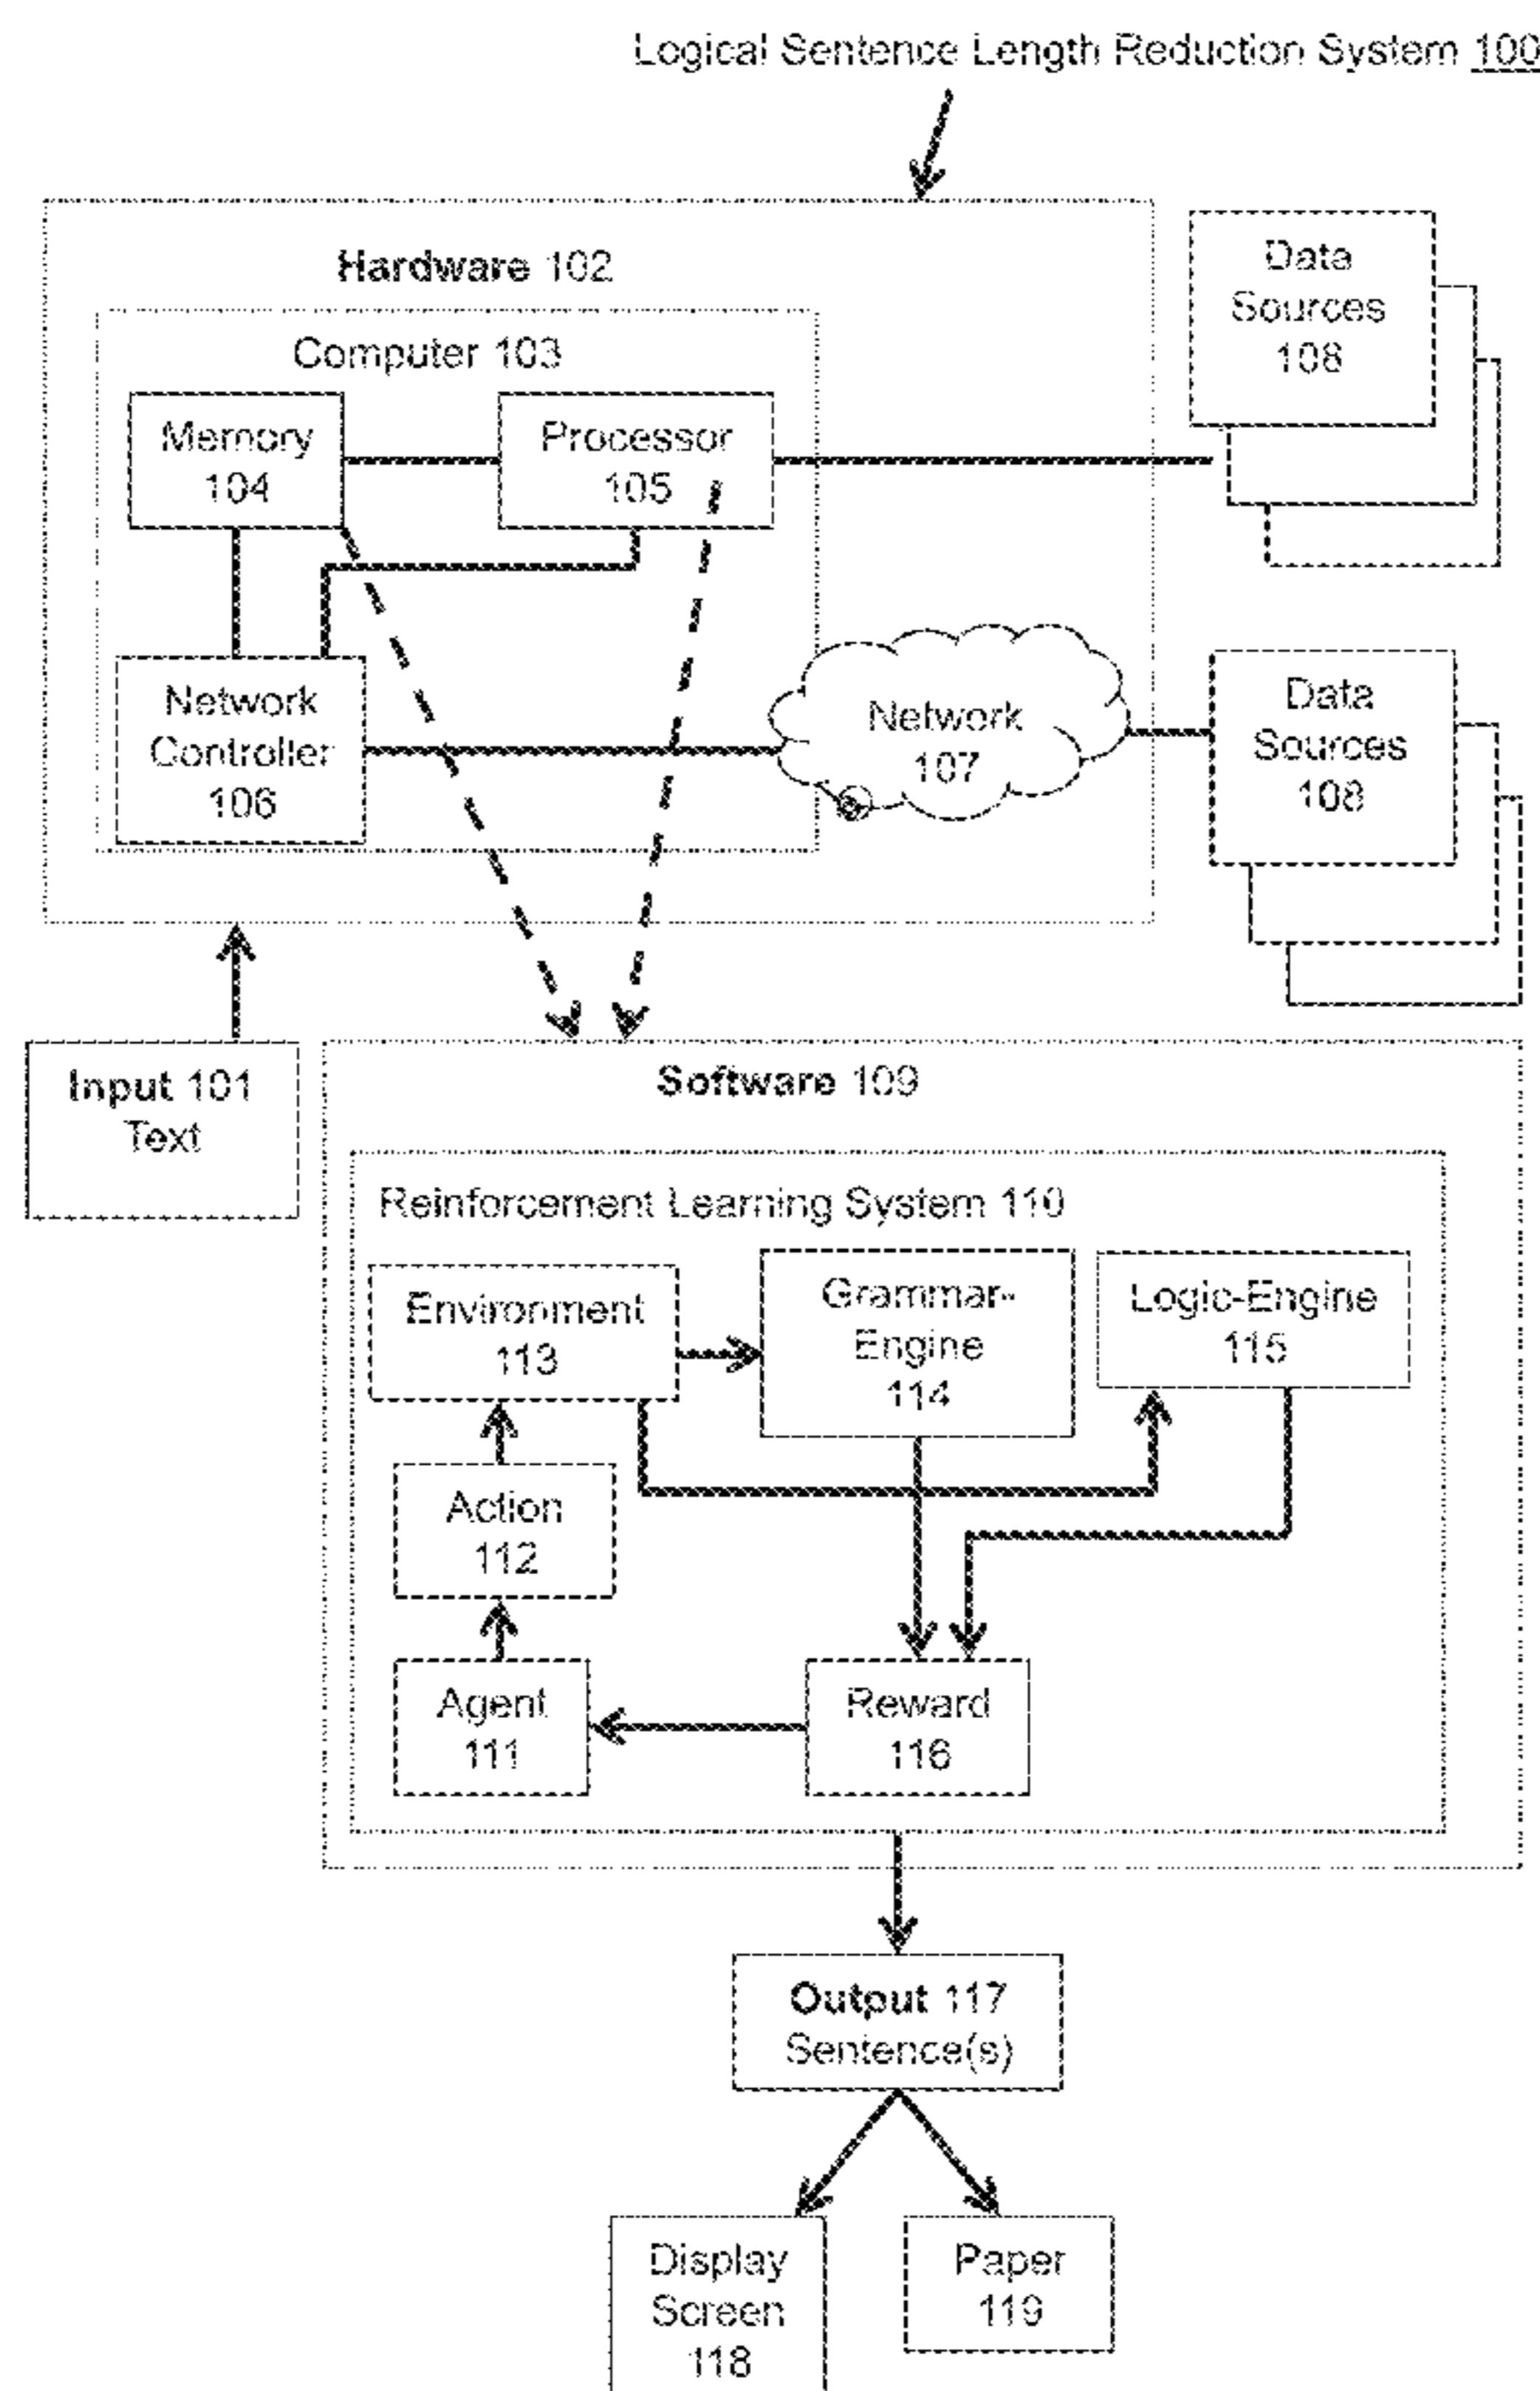 Logical Sentence Length Reduction System 100
Hardware 102
Computer 103
Memory
104
Processor
105
Network
Controller
106
Network
107
Data
Sources
108
Data
Sources
108
Input 101
Text
Software 109
Reinforcement Learning System 110
Environment
113
Grammar-
Engine
114
Logic-Engine
115
Action
112
Agent
111
Reward
116
Output 117
Sentence(s)
Display
Screen
118
Paper
119